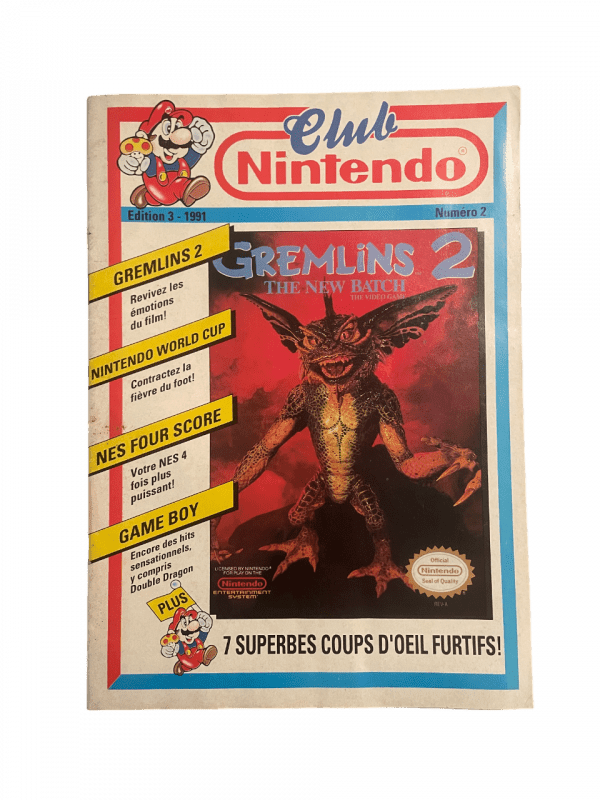 Club
Nintendo®
Edition 3 - 1991
Numéro 2
GREMLINS 2
Revivez les
émotions
du film!
NINTENDO WORLD CUP
Contractez la
fièvre du foot!
NES FOUR SCORE
Votre NES 4
fois plus
puissant!
GAME BOY
Encore des hits
sensationnels,
y compris
Double Dragon
PLUS
7 SUPERBES COUPS D'OEIL FURTIFS!
GREMLINS 2
THE NEW BATCH
THE VIDEO GAME
LICENSED BY NINTENDO®
FOR PLAY ON THE
Nintendo
ENTERTAINMENT
SYSTEM
Official
Nintendo
Seal of Quality